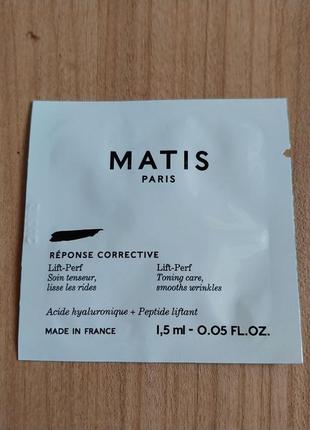 MATIS
PARIS
RÉPONSE CORRECTIVE
Lift-Perf
Soin tenseur,
lisse les rides
Lift-Perf
Toning care,
smooths wrinkles
Acide hyaluronique + Peptide liftant
MADE IN FRANCE 1,5 ml - 0.05 FL.OZ.